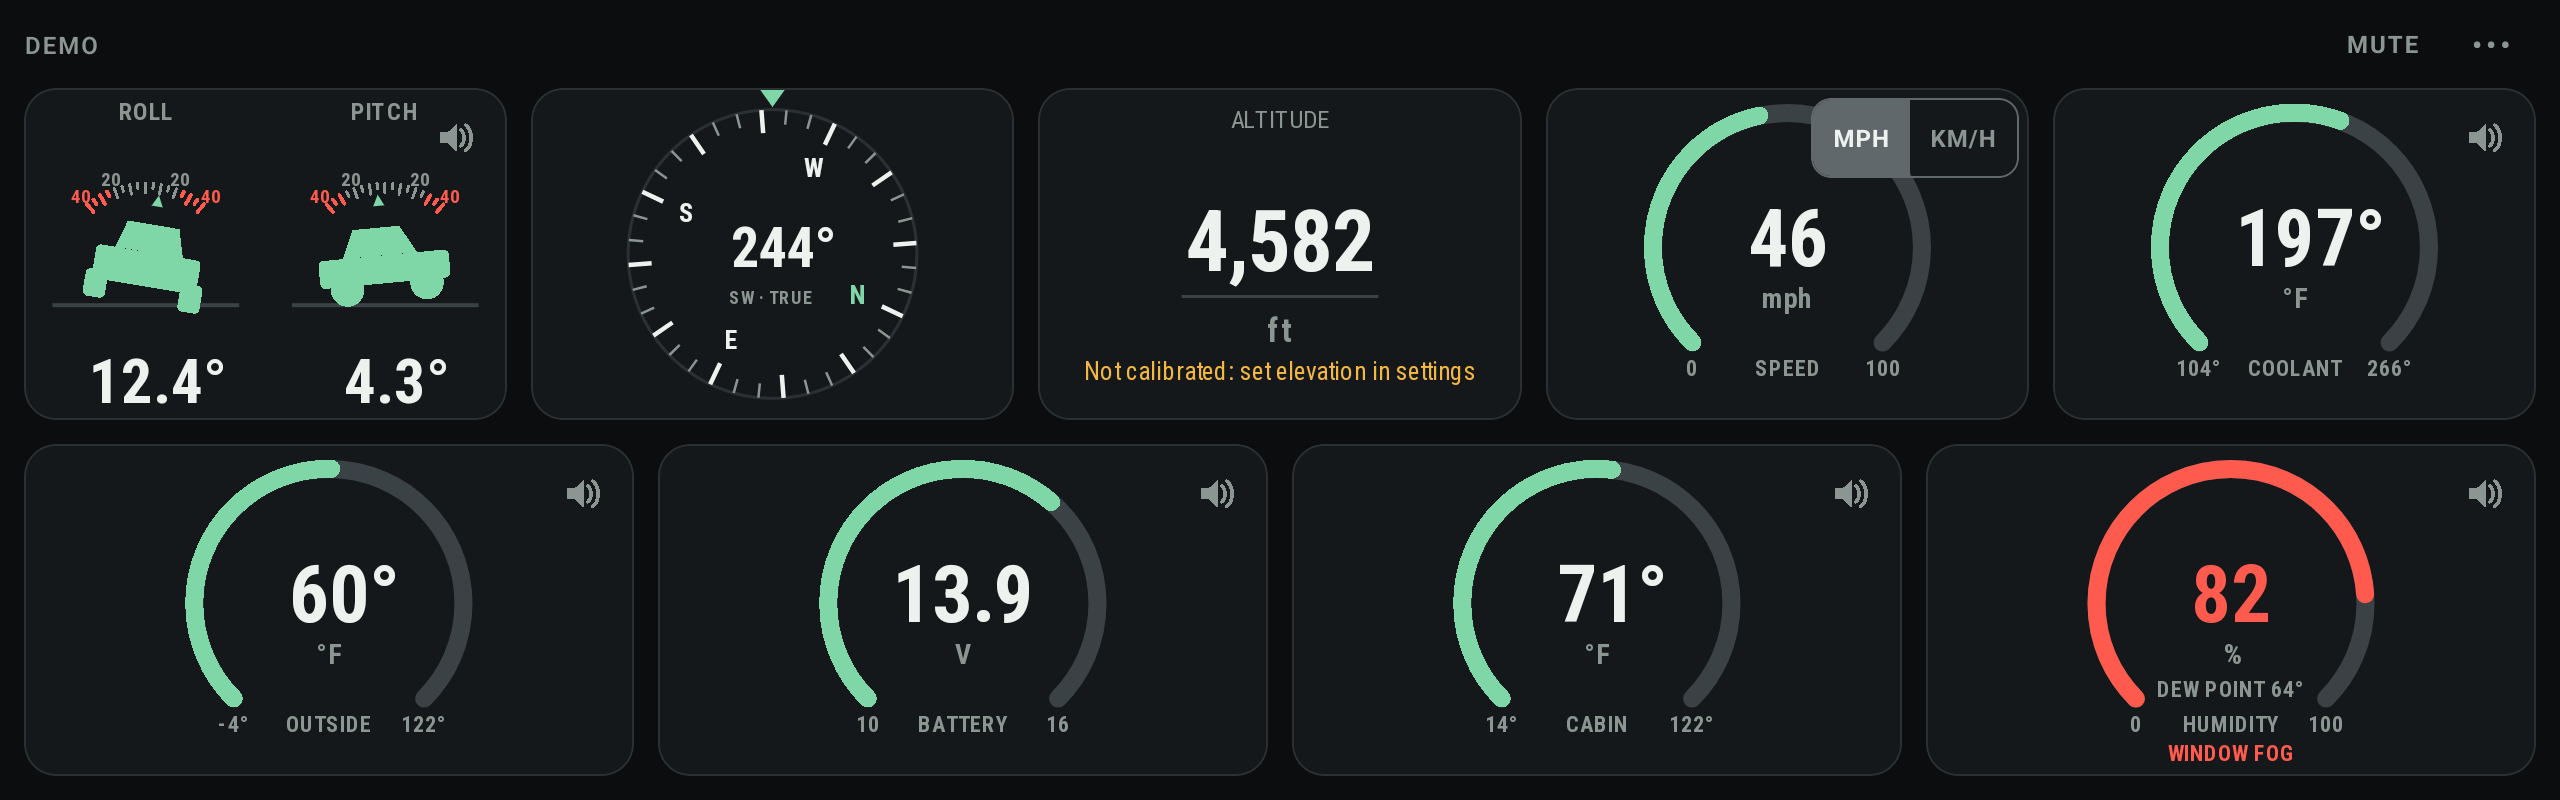 DEMO
MUTE
ROLL
PITCH
40 20 20 40
40 20 20 40
12.4°
4.3°
W
S
244°
SW · TRUE
N
E
ALTITUDE
4,582
ft
Not calibrated: set elevation in settings
MPH KM/H
46
mph
0 SPEED 100
197°
°F
104° COOLANT 266°
60°
°F
-4° OUTSIDE 122°
13.9
V
10 BATTERY 16
71°
°F
14° CABIN 122°
82
%
DEW POINT 64°
0 HUMIDITY 100
WINDOW FOG